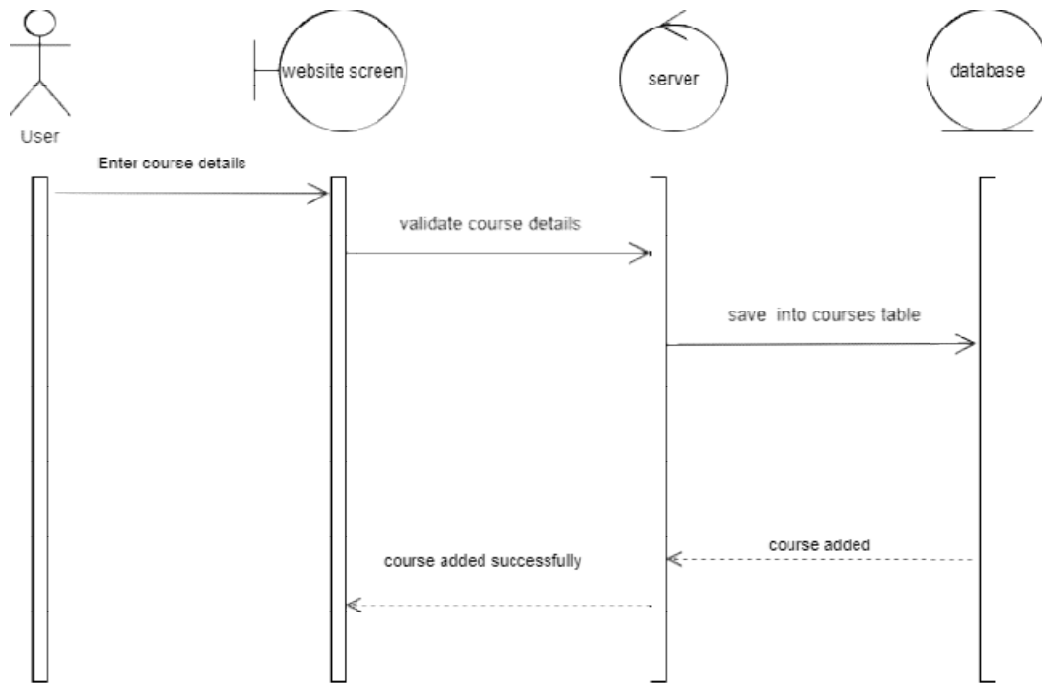 website screen
server
database
User
Enter course details
validate course details
save into courses table
course added
course added successfully